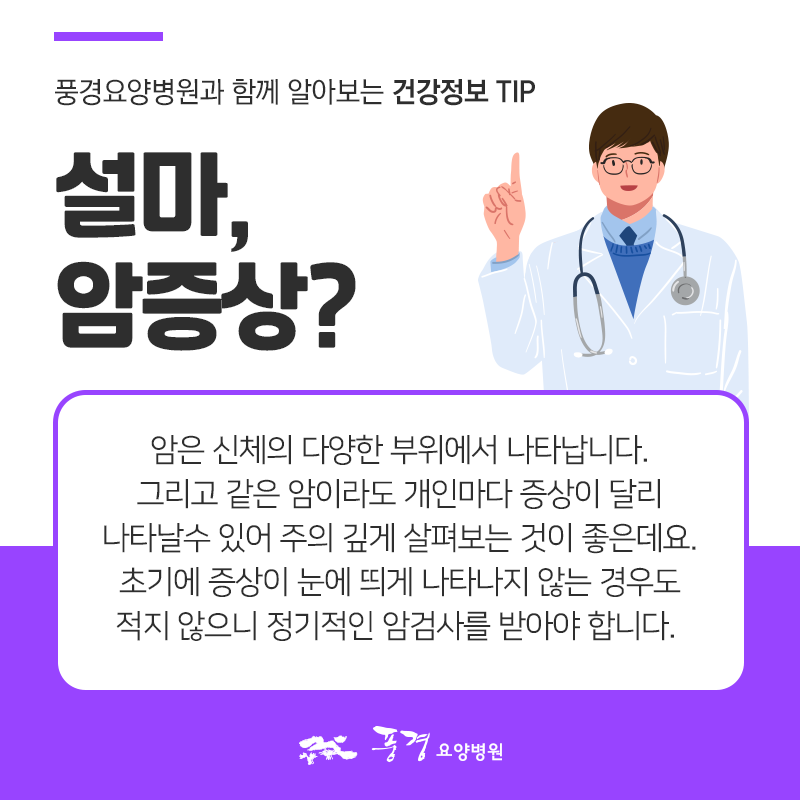 풍경요양병원과 함께 알아보는 건강정보 TIP
설마,
암증상?
암은 신체의 다양한 부위에서 나타납니다.
그리고 같은 암이라도 개인마다 증상이 달리
나타날수 있어 주의 깊게 살펴보는 것이 좋은데요.
초기에 증상이 눈에 띄게 나타나지 않는 경우도
적지 않으니 정기적인 암검사를 받아야 합니다.
풍경 요양병원